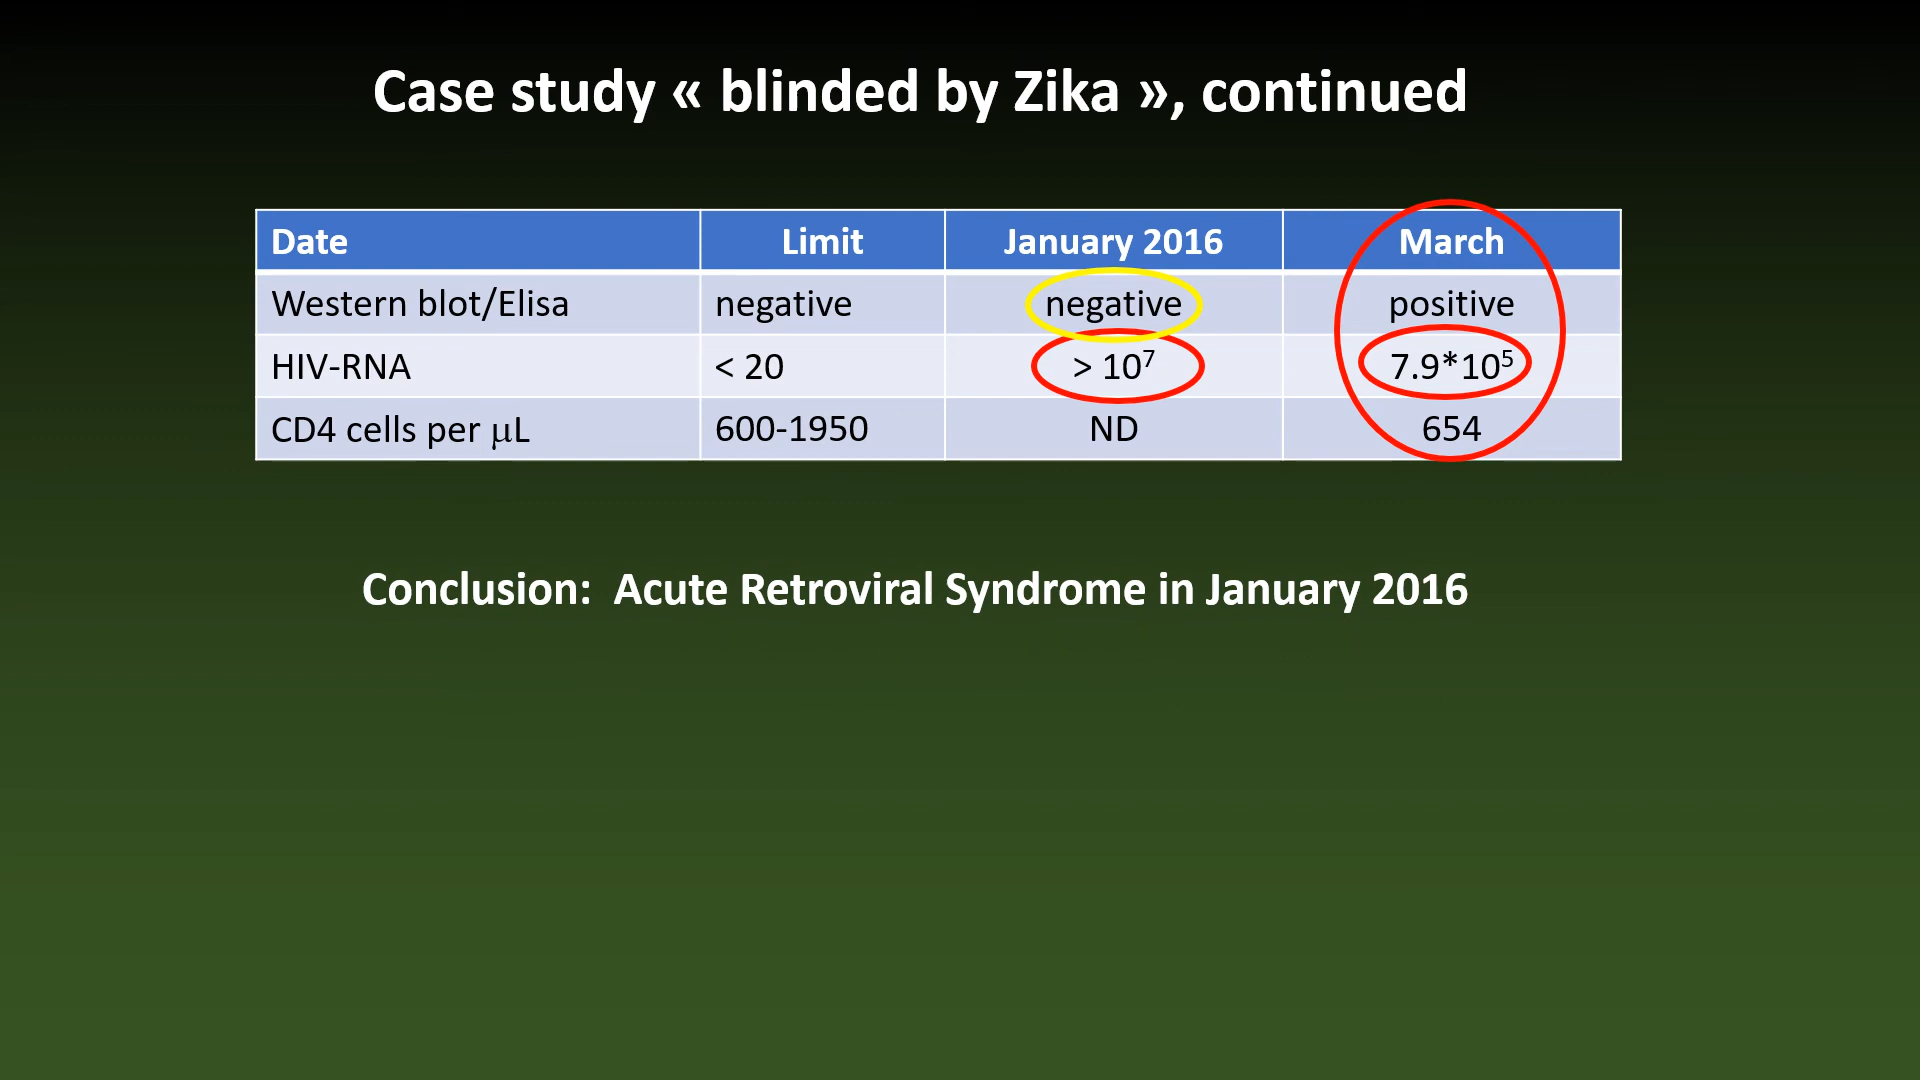 Case study « blinded by Zika », continued
Date Limit January 2016 March
Western blot/Elisa negative negative positive
HIV-RNA < 20 > 10⁷ 7.9*10⁵
CD4 cells per μL 600-1950 ND 654
Conclusion: Acute Retroviral Syndrome in January 2016